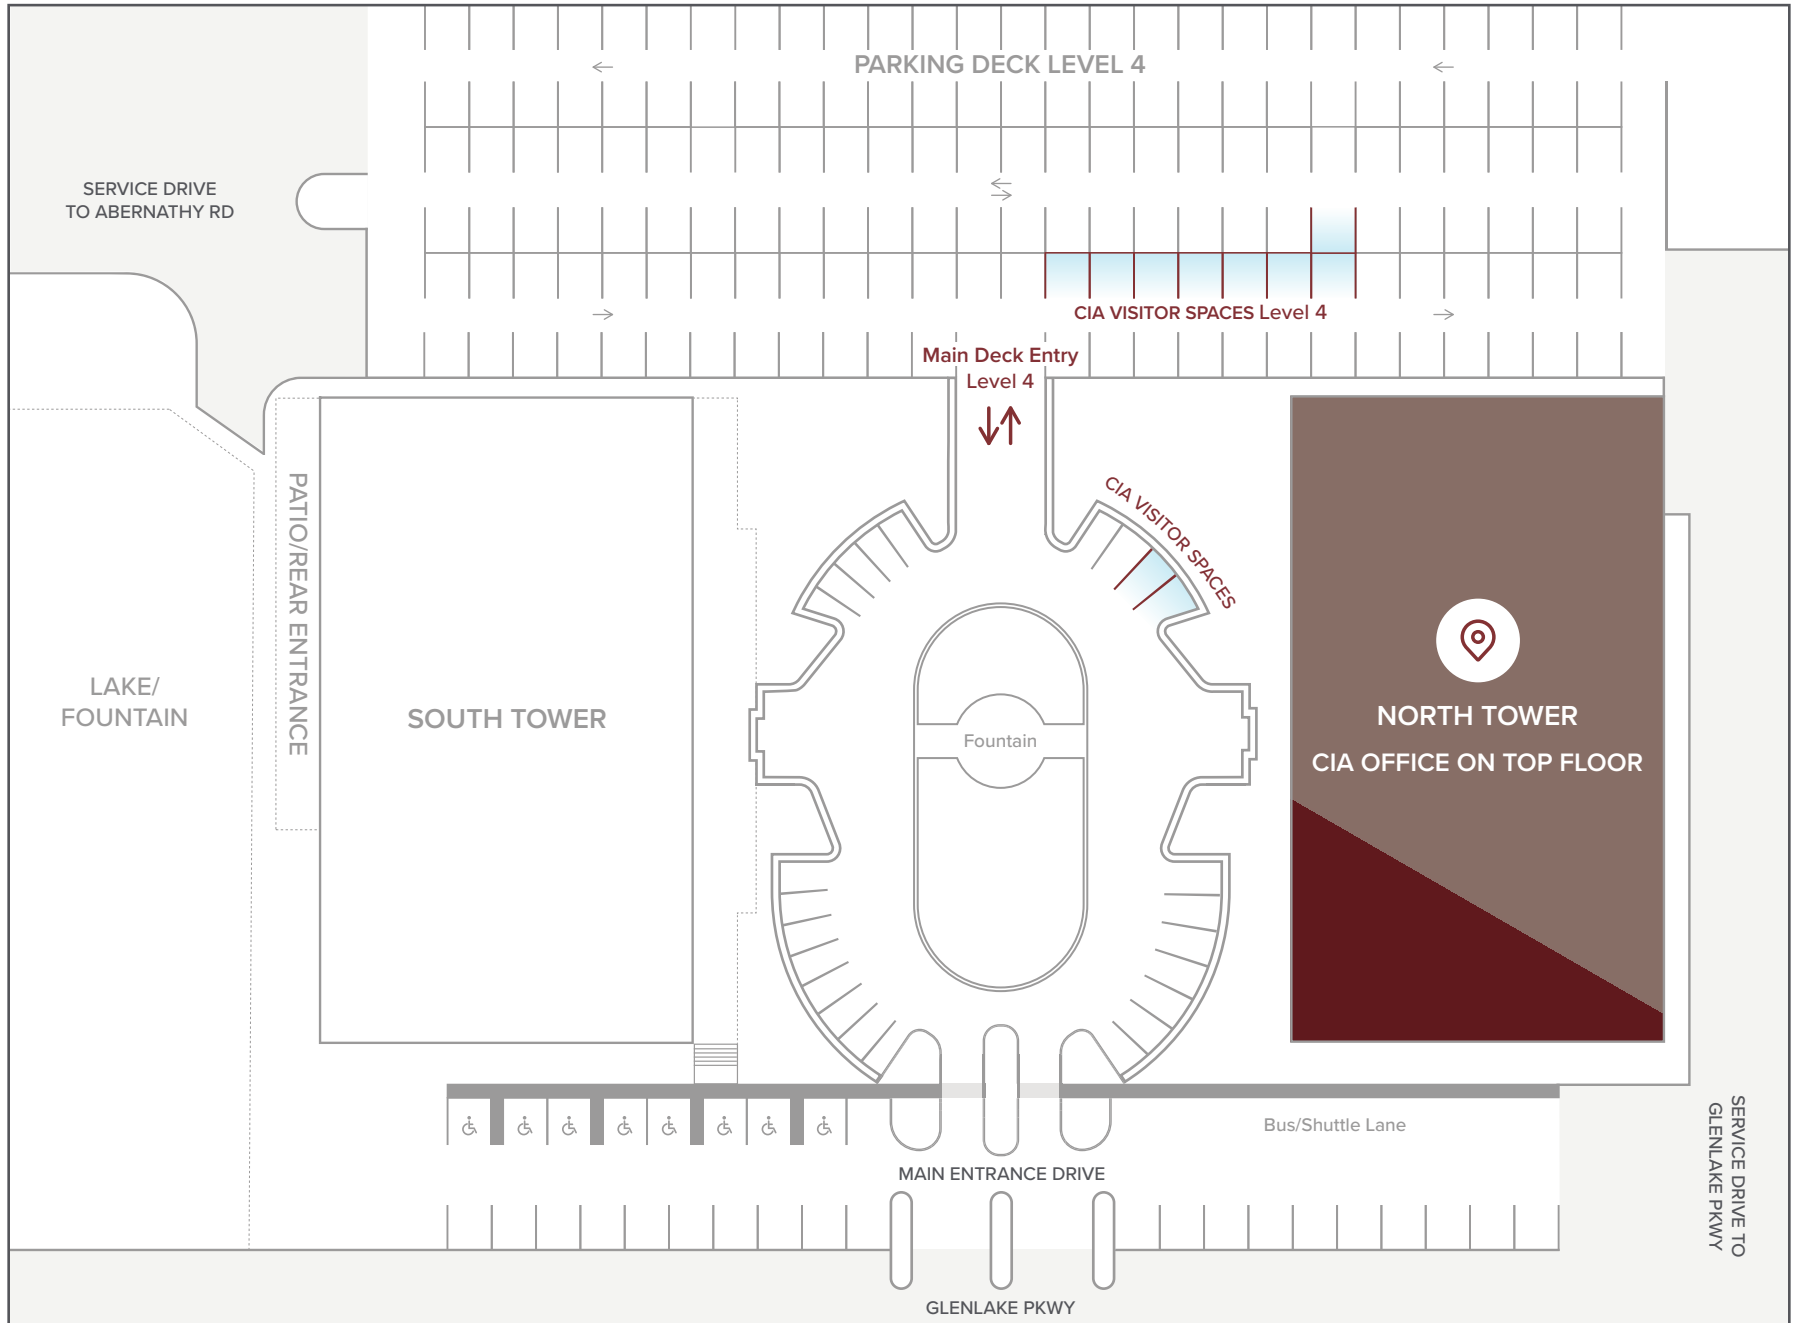 PARKING DECK LEVEL 4
SERVICE DRIVE
TO ABERNATHY RD
CIA VISITOR SPACES Level 4
Main Deck Entry
Level 4
CIA VISITOR SPACES
PATIO/REAR ENTRANCE
LAKE/
FOUNTAIN
SOUTH TOWER
Fountain
NORTH TOWER
CIA OFFICE ON TOP FLOOR
Bus/Shuttle Lane
MAIN ENTRANCE DRIVE
SERVICE DRIVE TO
GLENLAKE PKWY
GLENLAKE PKWY